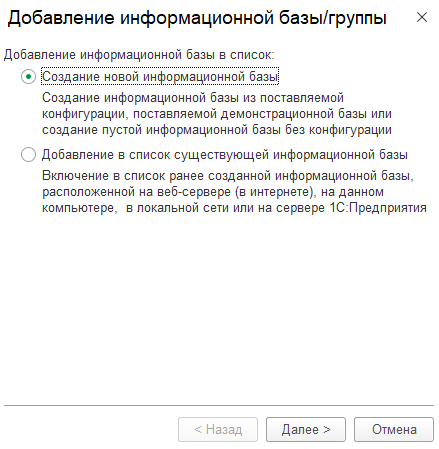 Добавление информационной базы/группы
Добавление информационной базы в список:
Создание новой информационной базы
Создание информационной базы из поставляемой
конфигурации, поставляемой демонстрационной базы или
создание пустой информационной базы без конфигурации
Добавление в список существующей информационной базы
Включение в список ранее созданной информационной базы,
расположенной на веб-сервере (в интернете), на данном
компьютере, в локальной сети или на сервере 1С:Предприятия
< Назад Далее > Отмена